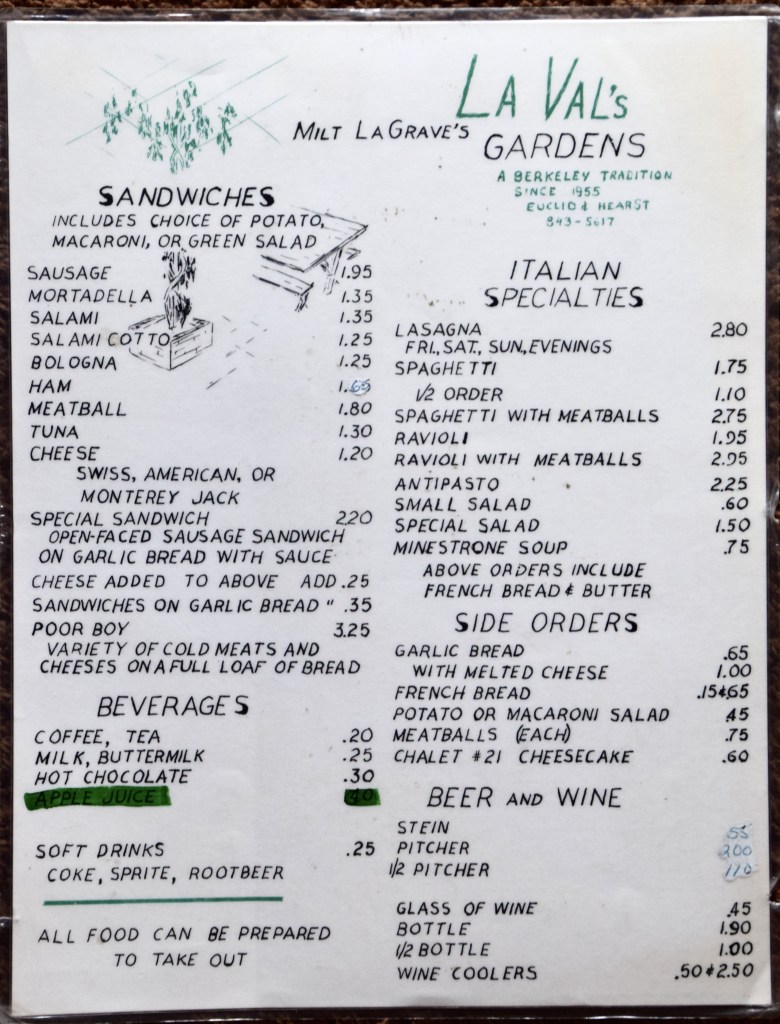 MILT LAGRAVE'S
LA VAL'S
GARDENS
A BERKELEY TRADITION
SINCE 1955
EUCLID & HEARST
843-5617
SANDWICHES
INCLUDES CHOICE OF POTATO,
MACARONI, OR GREEN SALAD
SAUSAGE 1.95
MORTADELLA 1.35
SALAMI 1.35
SALAMI COTTO 1.25
BOLOGNA 1.25
HAM 1.65
MEATBALL 1.80
TUNA 1.30
CHEESE 1.20
SWISS, AMERICAN, OR
MONTEREY JACK
SPECIAL SANDWICH 2.20
OPEN-FACED SAUSAGE SANDWICH
ON GARLIC BREAD WITH SAUCE
CHEESE ADDED TO ABOVE ADD .25
SANDWICHES ON GARLIC BREAD " .35
POOR BOY 3.25
VARIETY OF COLD MEATS AND
CHEESES ON A FULL LOAF OF BREAD
BEVERAGES
COFFEE, TEA .20
MILK, BUTTERMILK .25
HOT CHOCOLATE .30
APPLE JUICE 40
SOFT DRINKS .25
COKE, SPRITE, ROOTBEER
ALL FOOD CAN BE PREPARED
TO TAKE OUT
ITALIAN
SPECIALTIES
LASAGNA 2.80
FRI., SAT., SUN, EVENINGS
SPAGHETTI 1.75
1/2 ORDER 1.10
SPAGHETTI WITH MEATBALLS 2.75
RAVIOLI 1.95
RAVIOLI WITH MEATBALLS 2.95
ANTIPASTO 2.25
SMALL SALAD .60
SPECIAL SALAD 1.50
MINESTRONE SOUP .75
ABOVE ORDERS INCLUDE
FRENCH BREAD & BUTTER
SIDE ORDERS
GARLIC BREAD .65
WITH MELTED CHEESE 1.00
FRENCH BREAD .15&65
POTATO OR MACARONI SALAD .45
MEATBALLS (EACH) .75
CHALET #21 CHEESECAKE .60
BEER AND WINE
STEIN 55
PITCHER 200
1/2 PITCHER 110
GLASS OF WINE .45
BOTTLE 1.90
1/2 BOTTLE 1.00
WINE COOLERS .50 & 2.50